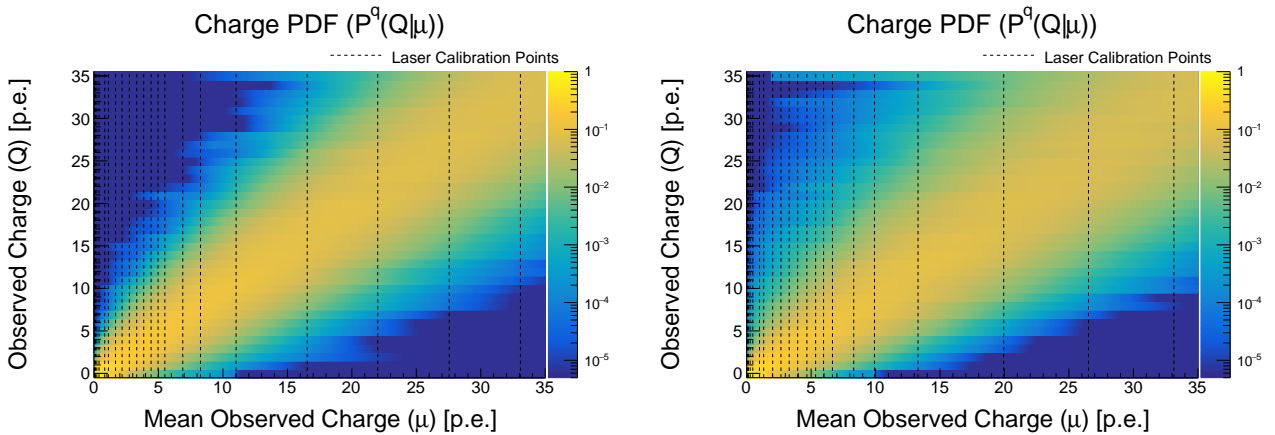 Charge PDF (P^q(Q|μ))
Laser Calibration Points
Observed Charge (Q) [p.e.]
35
30
25
20
15
10
5
0
0 5 10 15 20 25 30 35
Mean Observed Charge (μ) [p.e.]
1
10⁻¹
10⁻²
10⁻³
10⁻⁴
10⁻⁵
Charge PDF (P^q(Q|μ))
Laser Calibration Points
Observed Charge (Q) [p.e.]
35
30
25
20
15
10
5
0
0 5 10 15 20 25 30 35
Mean Observed Charge (μ) [p.e.]
1
10⁻¹
10⁻²
10⁻³
10⁻⁴
10⁻⁵